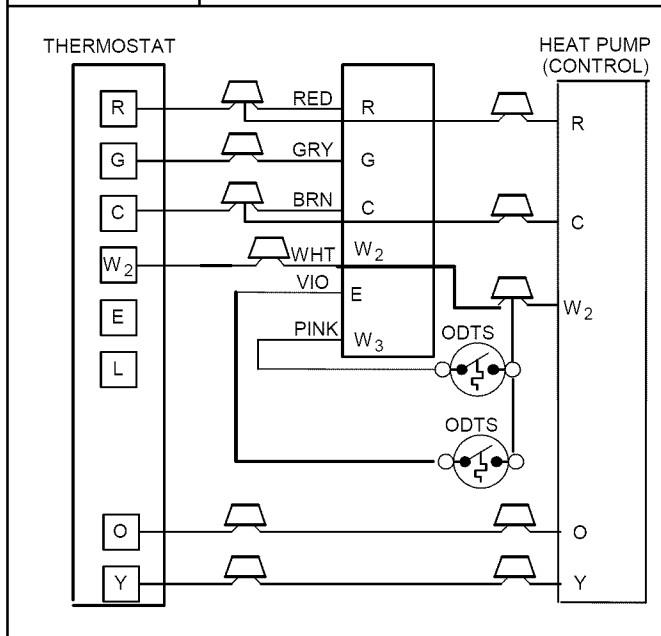 THERMOSTAT
HEAT PUMP
(CONTROL)
R
RED
R
R
G
GRY
G
C
BRN
C
C
W2
WHT
W2
W2
VIO
E
E
PINK
W3
ODTS
L
ODTS
O
O
Y
Y